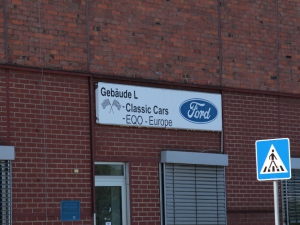 Gebäude L
-Classic Cars
-EQO - Europe
Ford